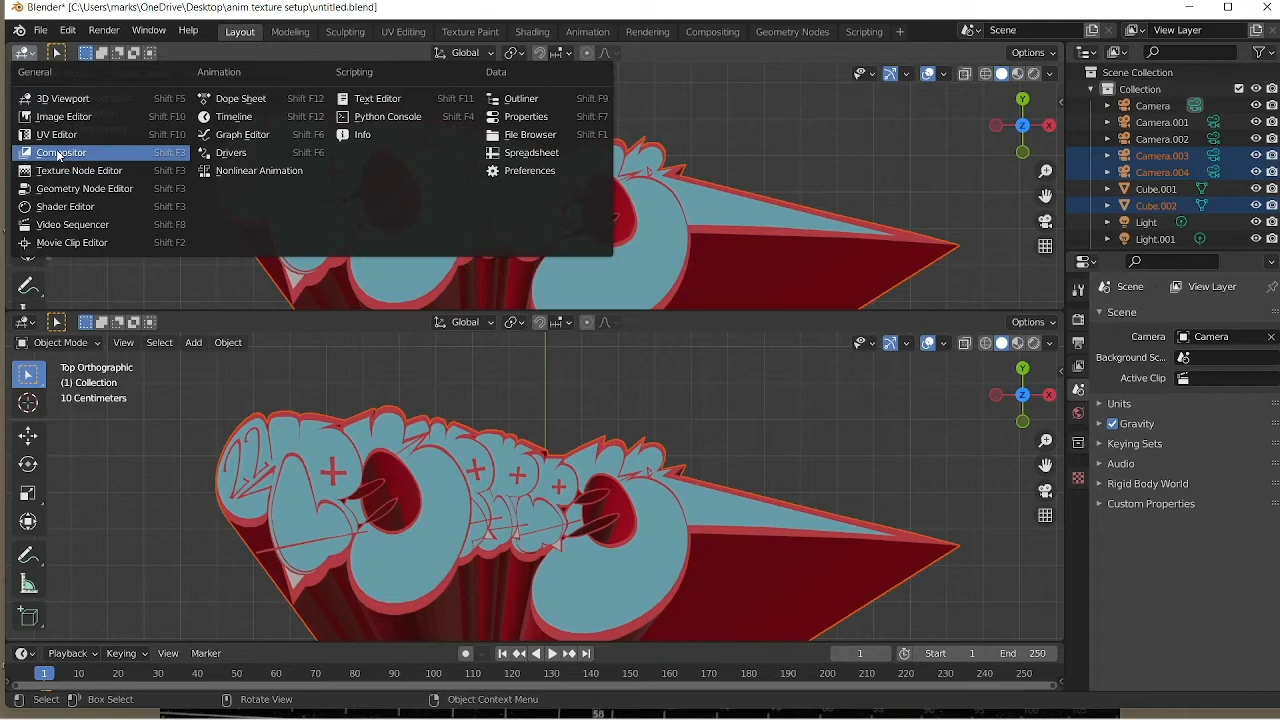 Blender* [C:\Users\marks\OneDrive\Desktop\anim texture setup\untitled.blend]
File Edit Render Window Help Layout Modeling Sculpting UV Editing Texture Paint Shading Animation Rendering Compositing Geometry Nodes Scripting + Scene View Layer
Global Options
General Animation Scripting Data
3D Viewport Shift F5 Dope Sheet Shift F12 Text Editor Shift F11 Outliner Shift F9
Image Editor Shift F10 Timeline Shift F12 Python Console Shift F4 Properties Shift F7
UV Editor Shift F10 Graph Editor Shift F6 Info File Browser Shift F1
Compositor Shift F3 Drivers Shift F6 Spreadsheet
Texture Node Editor Shift F3 Nonlinear Animation Preferences
Geometry Node Editor Shift F3
Shader Editor Shift F3
Video Sequencer Shift F8
Movie Clip Editor Shift F2
Y
X Z
Scene Collection
Collection
Camera
Camera.001
Camera.002
Camera.003
Camera.004
Cube.001
Cube.002
Light
Light.001
Scene View Layer
Scene
Camera Camera
Background Sc...
Active Clip
Units
Gravity
Keying Sets
Audio
Rigid Body World
Custom Properties
Global Options
Object Mode View Select Add Object
Top Orthographic
(1) Collection
10 Centimeters
Y
X Z
Playback Keying View Marker 1 Start 1 End 250
1 10 20 30 40 50 60 70 80 90 100 110 120 130 140 150 160 170 180 190 200 210 220 230 240 250
Select Box Select Rotate View Object Context Menu
58